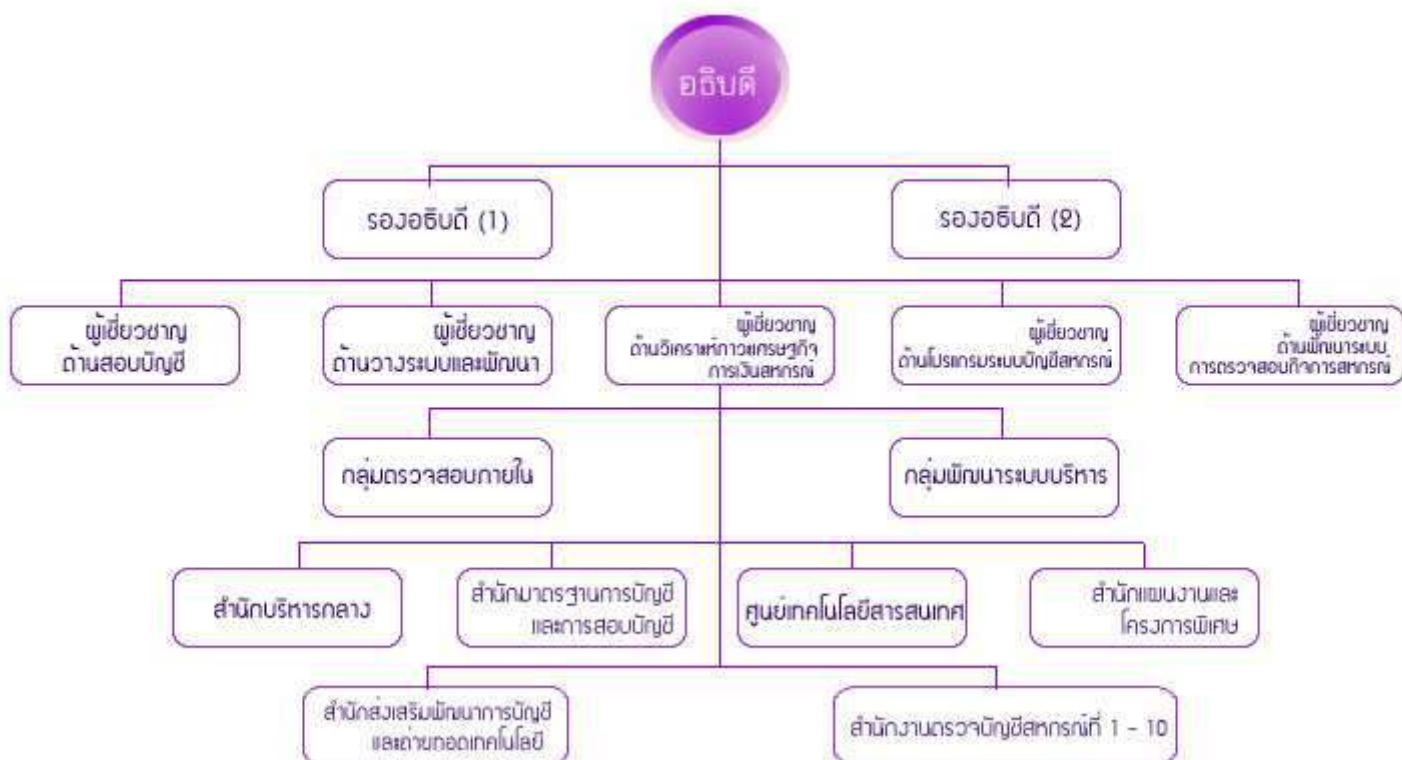 อธิบดี
รองอธิบดี (1)
รองอธิบดี (2)
ผู้เชี่ยวชาญ
ด้านสอบบัญชี
ผู้เชี่ยวชาญ
ด้านวางระบบและพัฒนา
ผู้เชี่ยวชาญ
ด้านวิเคราะห์ภาวะเศรษฐกิจ
การเงินสหกรณ์
ผู้เชี่ยวชาญ
ด้านโปรแกรมระบบบัญชีสหกรณ์
ผู้เชี่ยวชาญ
ด้านพัฒนาระบบ
การตรวจสอบกิจการสหกรณ์
กลุ่มตรวจสอบภายใน
กลุ่มพัฒนาระบบบริหาร
สำนักบริหารกลาง
สำนักมาตรฐานการบัญชี
และการสอบบัญชี
ศูนย์เทคโนโลยีสารสนเทศ
สำนักแผนงานและ
โครงการพิเศษ
สำนักส่งเสริมพัฒนาการบัญชี
และถ่ายทอดเทคโนโลยี
สำนักงานตรวจบัญชีสหกรณ์ที่ 1 - 10